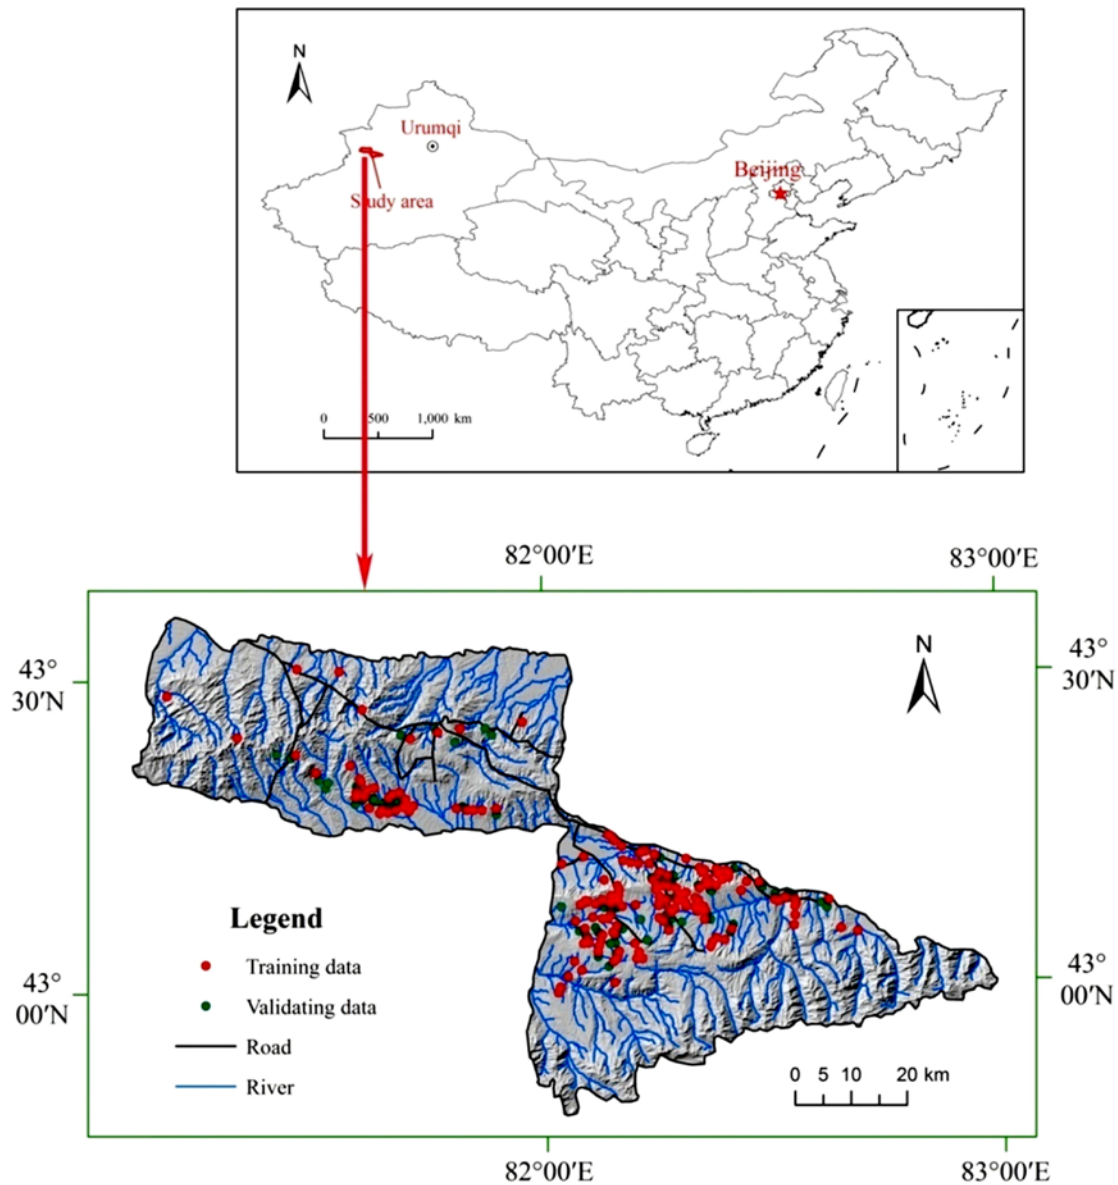 N
Urumqi
Study area
Beijing
0 500 1,000 km
82°00′E 83°00′E
N
43°
30′N
43°
30′N
Legend
Training data
Validating data
Road
River
43°
00′N
43°
00′N
0 5 10 20 km
82°00′E 83°00′E